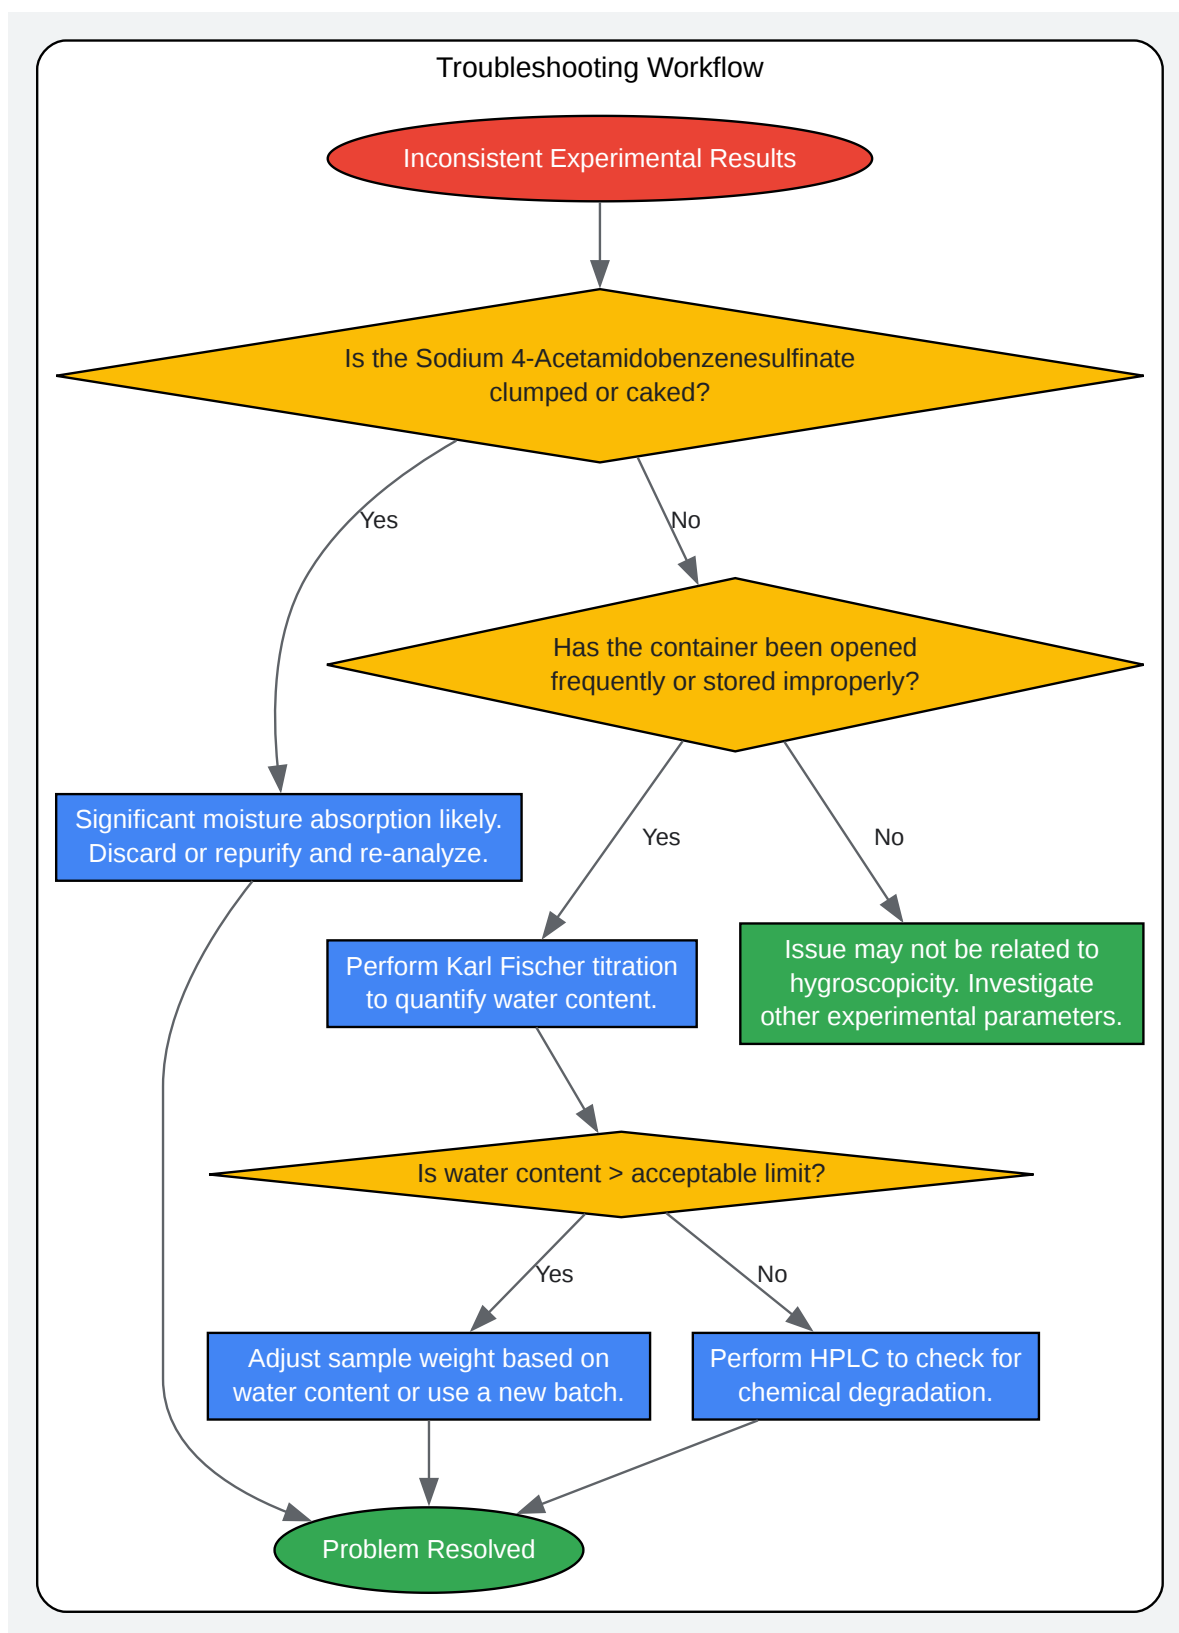 Troubleshooting Workflow
Inconsistent Experimental Results
Is the Sodium 4-Acetamidobenzenesulfinate
clumped or caked?
Yes
No
Has the container been opened
frequently or stored improperly?
Significant moisture absorption likely.
Discard or repurify and re-analyze.
Yes
No
Perform Karl Fischer titration
to quantify water content.
Issue may not be related to
hygroscopicity. Investigate
other experimental parameters.
Is water content > acceptable limit?
Yes
No
Adjust sample weight based on
water content or use a new batch.
Perform HPLC to check for
chemical degradation.
Problem Resolved